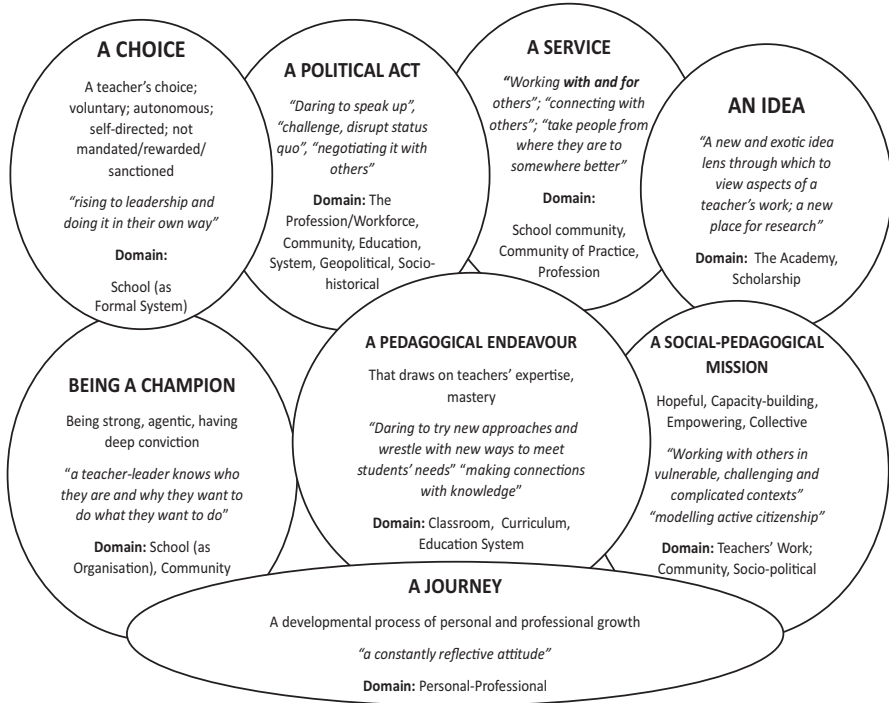 A CHOICE
A teacher’s choice;
voluntary; autonomous;
self-directed; not
mandated/rewarded/
sanctioned
“rising to leadership and
doing it in their own way”
Domain:
School (as
Formal System)
A POLITICAL ACT
“Daring to speak up”,
“challenge, disrupt status
quo”, “negotiating it with
others”
Domain: The
Profession/Workforce,
Community, Education,
System, Geopolitical, Socio-
historical
A SERVICE
“Working with and for
others”; “connecting with
others”; “take people from
where they are to
somewhere better”
Domain:
School community,
Community of Practice,
Profession
AN IDEA
“A new and exotic idea
lens through which to
view aspects of a
teacher’s work; a new
place for research”
Domain: The Academy,
Scholarship
BEING A CHAMPION
Being strong, agentic, having
deep conviction
“a teacher-leader knows who
they are and why they want to
do what they want to do”
Domain: School (as
Organisation), Community
A PEDAGOGICAL ENDEAVOUR
That draws on teachers’ expertise,
mastery
“Daring to try new approaches and
wrestle with new ways to meet
students’ needs” “making connections
with knowledge”
Domain: Classroom, Curriculum,
Education System
A SOCIAL-PEDAGOGICAL
MISSION
Hopeful, Capacity-building,
Empowering, Collective
“Working with others in
vulnerable, challenging and
complicated contexts”
“modelling active citizenship”
Domain: Teachers’ Work;
Community, Socio-political
A JOURNEY
A developmental process of personal and professional growth
“a constantly reflective attitude”
Domain: Personal-Professional